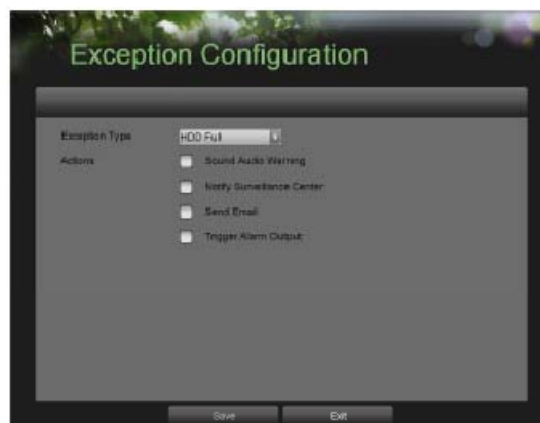 Exception Configuration
Exception Type HDD Full
Actions Sound Audio Warning
Notify Surveillance Center
Send Email
Trigger Alarm Output
Save Exit